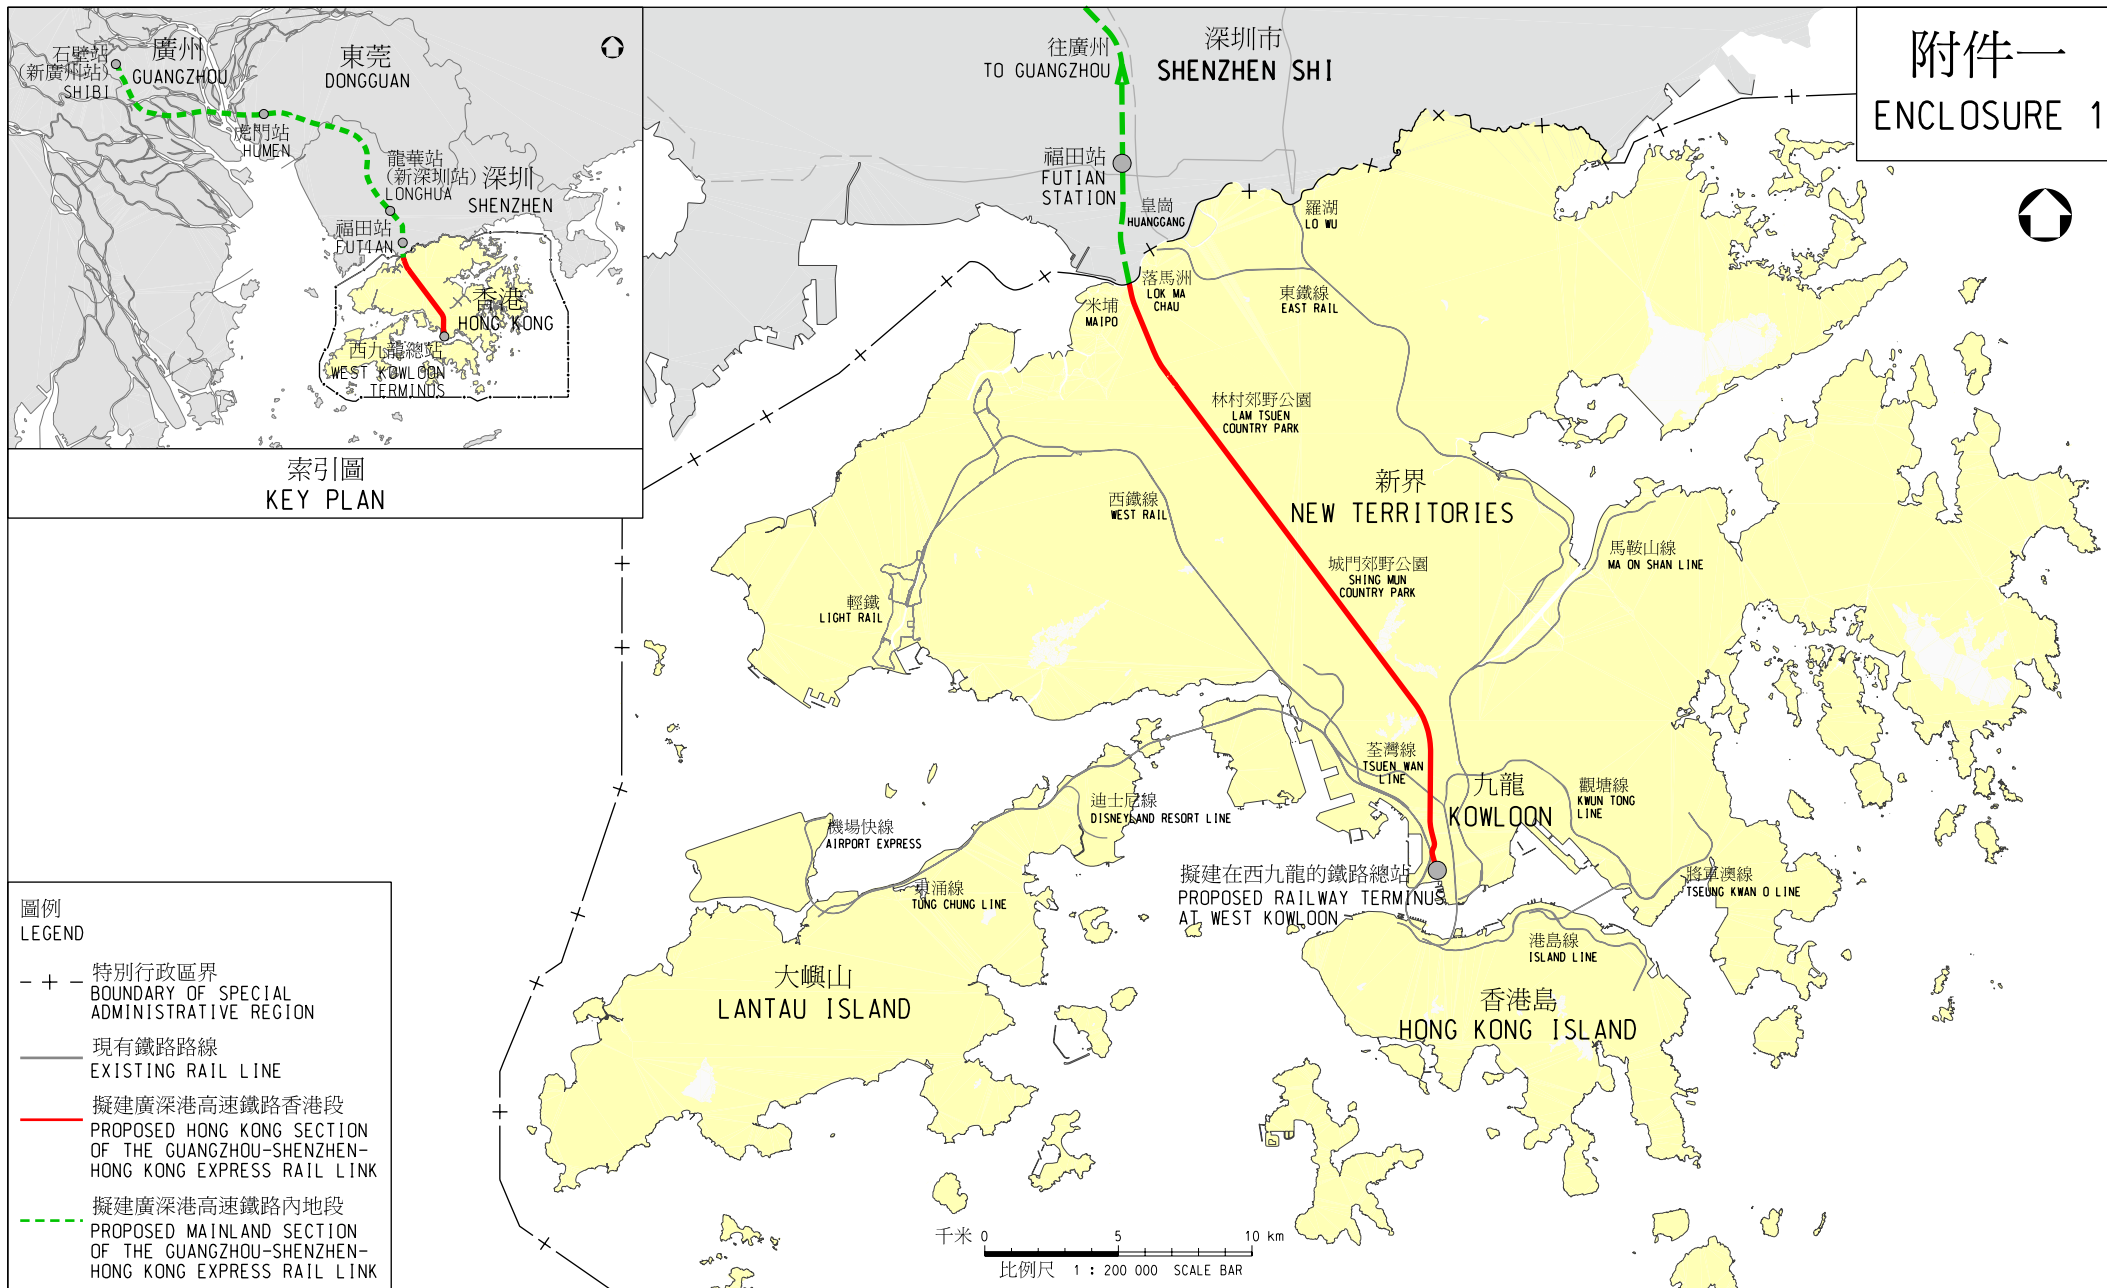 附件一
ENCLOSURE 1
石壁站
(新廣州站)
SHIBI
廣州
GUANGZHOU
東莞
DONGGUAN
虎門站
HUMEN
龍華站
(新深圳站)
LONGHUA
深圳
SHENZHEN
福田站
FUTIAN
香港
HONG KONG
西九龍總站
WEST KOWLOON
TERMINUS
索引圖
KEY PLAN
往廣州
TO GUANGZHOU
深圳市
SHENZHEN SHI
福田站
FUTIAN
STATION
皇崗
HUANGGANG
羅湖
LO WU
落馬洲
LOK MA
CHAU
米埔
MAIPO
東鐵線
EAST RAIL
林村郊野公園
LAM TSUEN
COUNTRY PARK
新界
NEW TERRITORIES
西鐵線
WEST RAIL
城門郊野公園
SHING MUN
COUNTRY PARK
馬鞍山線
MA ON SHAN LINE
輕鐵
LIGHT RAIL
荃灣線
TSUEN WAN
LINE
九龍
KOWLOON
觀塘線
KWUN TONG
LINE
迪士尼線
DISNEYLAND RESORT LINE
機場快線
AIRPORT EXPRESS
東涌線
TUNG CHUNG LINE
擬建在西九龍的鐵路總站
PROPOSED RAILWAY TERMINUS
AT WEST KOWLOON
將軍澳線
TSEUNG KWAN O LINE
港島線
ISLAND LINE
大嶼山
LANTAU ISLAND
香港島
HONG KONG ISLAND
圖例
LEGEND
特別行政區界
BOUNDARY OF SPECIAL
ADMINISTRATIVE REGION
現有鐵路路線
EXISTING RAIL LINE
擬建廣深港高速鐵路香港段
PROPOSED HONG KONG SECTION
OF THE GUANGZHOU-SHENZHEN-
HONG KONG EXPRESS RAIL LINK
擬建廣深港高速鐵路內地段
PROPOSED MAINLAND SECTION
OF THE GUANGZHOU-SHENZHEN-
HONG KONG EXPRESS RAIL LINK
千米 0 5 10 km
比例尺 1 : 200 000 SCALE BAR